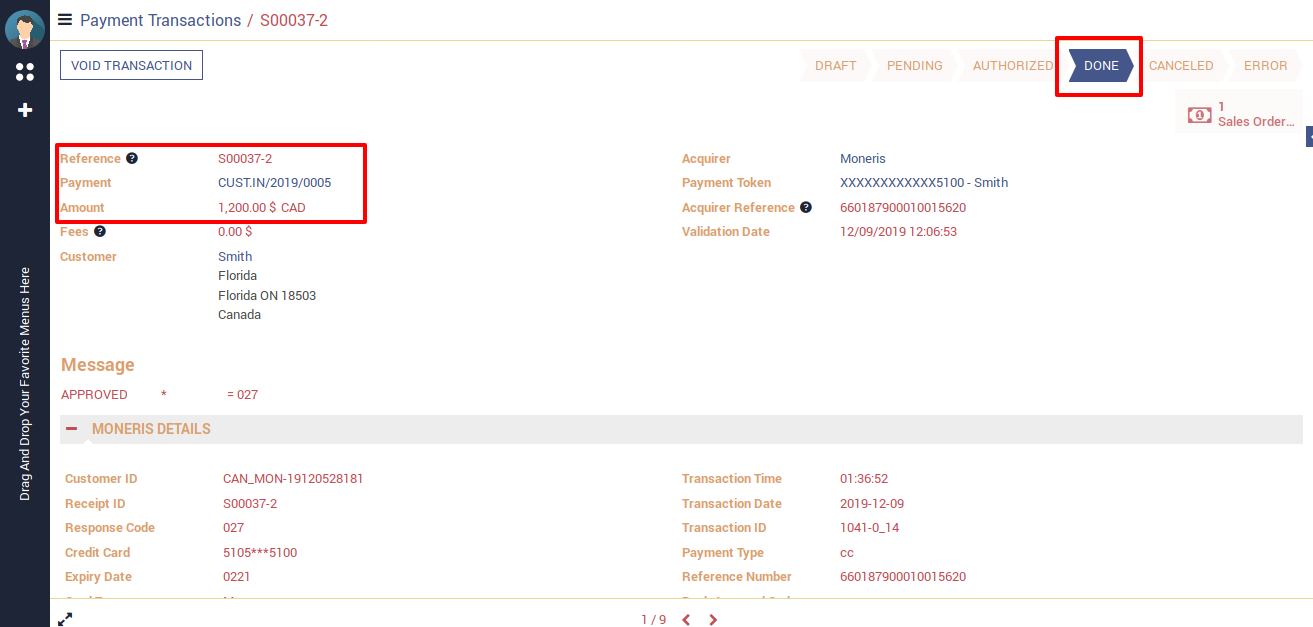 Payment Transactions / S00037-2
VOID TRANSACTION
DRAFT
PENDING
AUTHORIZED
DONE
CANCELED
ERROR
1
Sales Order...
Reference ? S00037-2
Payment CUST.IN/2019/0005
Amount 1,200.00 $ CAD
Fees ? 0.00 $
Customer Smith
Florida
Florida ON 18503
Canada
Acquirer Moneris
Payment Token XXXXXXXXXXXX5100 - Smith
Acquirer Reference ? 660187900010015620
Validation Date 12/09/2019 12:06:53
Message
APPROVED * = 027
MONERIS DETAILS
Customer ID CAN_MON-19120528181
Receipt ID S00037-2
Response Code 027
Credit Card 5105***5100
Expiry Date 0221
Transaction Time 01:36:52
Transaction Date 2019-12-09
Transaction ID 1041-0_14
Payment Type cc
Reference Number 660187900010015620
1 / 9
Drag And Drop Your Favorite Menus Here